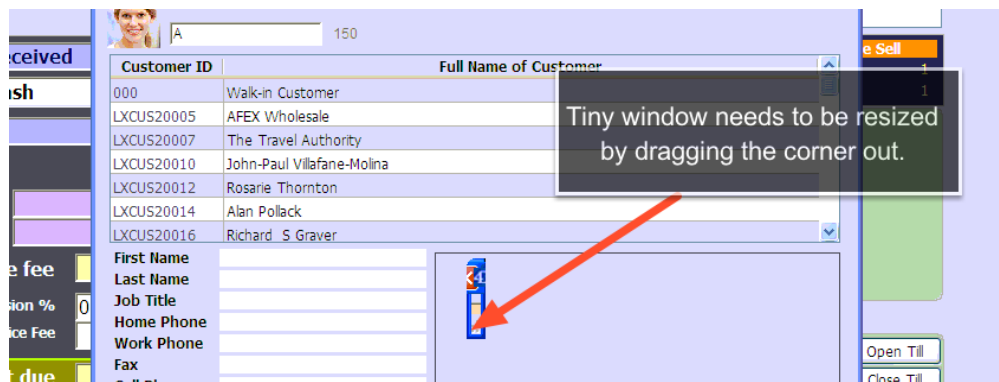 A
150
ceived
e Sell
Customer ID
Full Name of Customer
1
ash
000
Walk-in Customer
1
LXCUS20005
AFEX Wholesale
Tiny window needs to be resized
by dragging the corner out.
LXCUS20007
The Travel Authority
LXCUS20010
John-Paul Villafane-Molina
LXCUS20012
Rosarie Thornton
LXCUS20014
Alan Pollack
LXCUS20016
Richard S Graver
First Name
e fee
Last Name
Job Title
sion %
0
Home Phone
ice Fee
Work Phone
Open Till
Fax
t due
Close Till